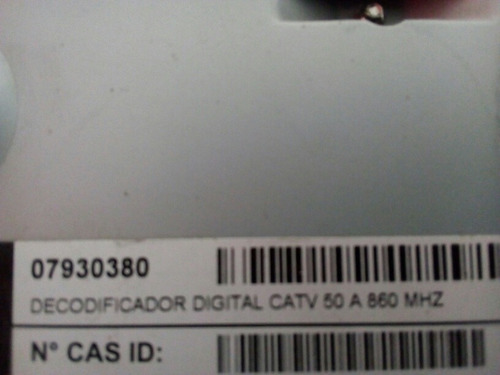 07930380
DECODIFICADOR DIGITAL CATV 50 A 860 MHZ
N° CAS ID: